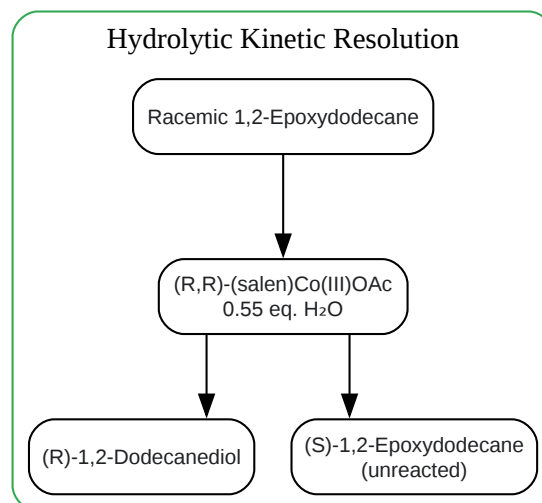 Hydrolytic Kinetic Resolution
Racemic 1,2-Epoxydodecane
(R,R)-(salen)Co(III)OAc
0.55 eq. H₂O
(R)-1,2-Dodecanediol
(S)-1,2-Epoxydodecane
(unreacted)